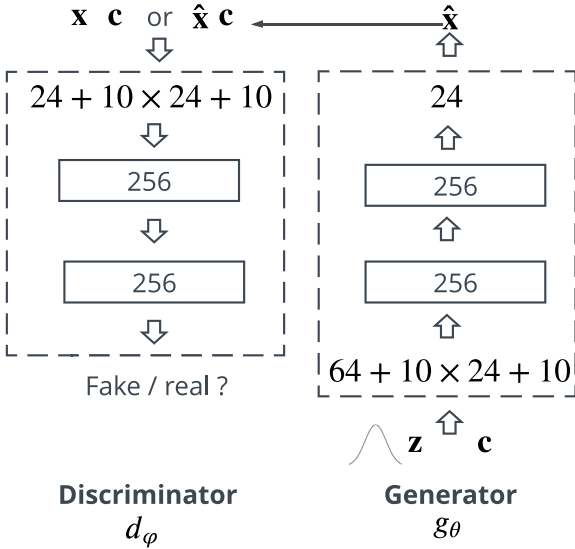 x c or x̂ c
24 + 10 × 24 + 10
256
256
Fake / real ?
Discriminator
d_φ
x̂
24
256
256
64 + 10 × 24 + 10
z c
Generator
g_θ